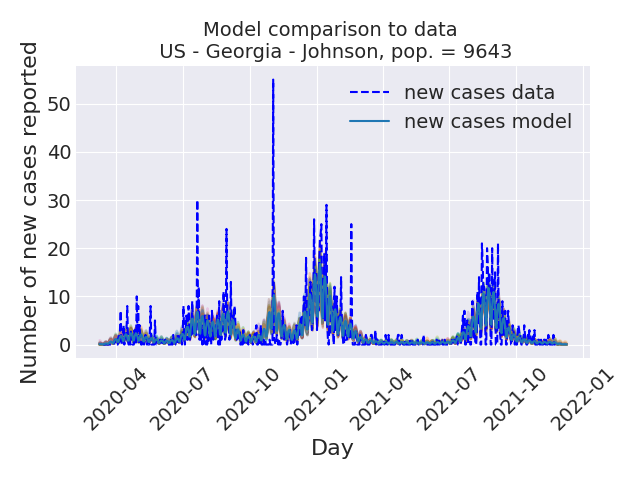 Model comparison to data
US - Georgia - Johnson, pop. = 9643
Number of new cases reported
50
40
30
20
10
0
new cases data
new cases model
2020-04
2020-07
2020-10
2021-01
2021-04
2021-07
2021-10
2022-01
Day